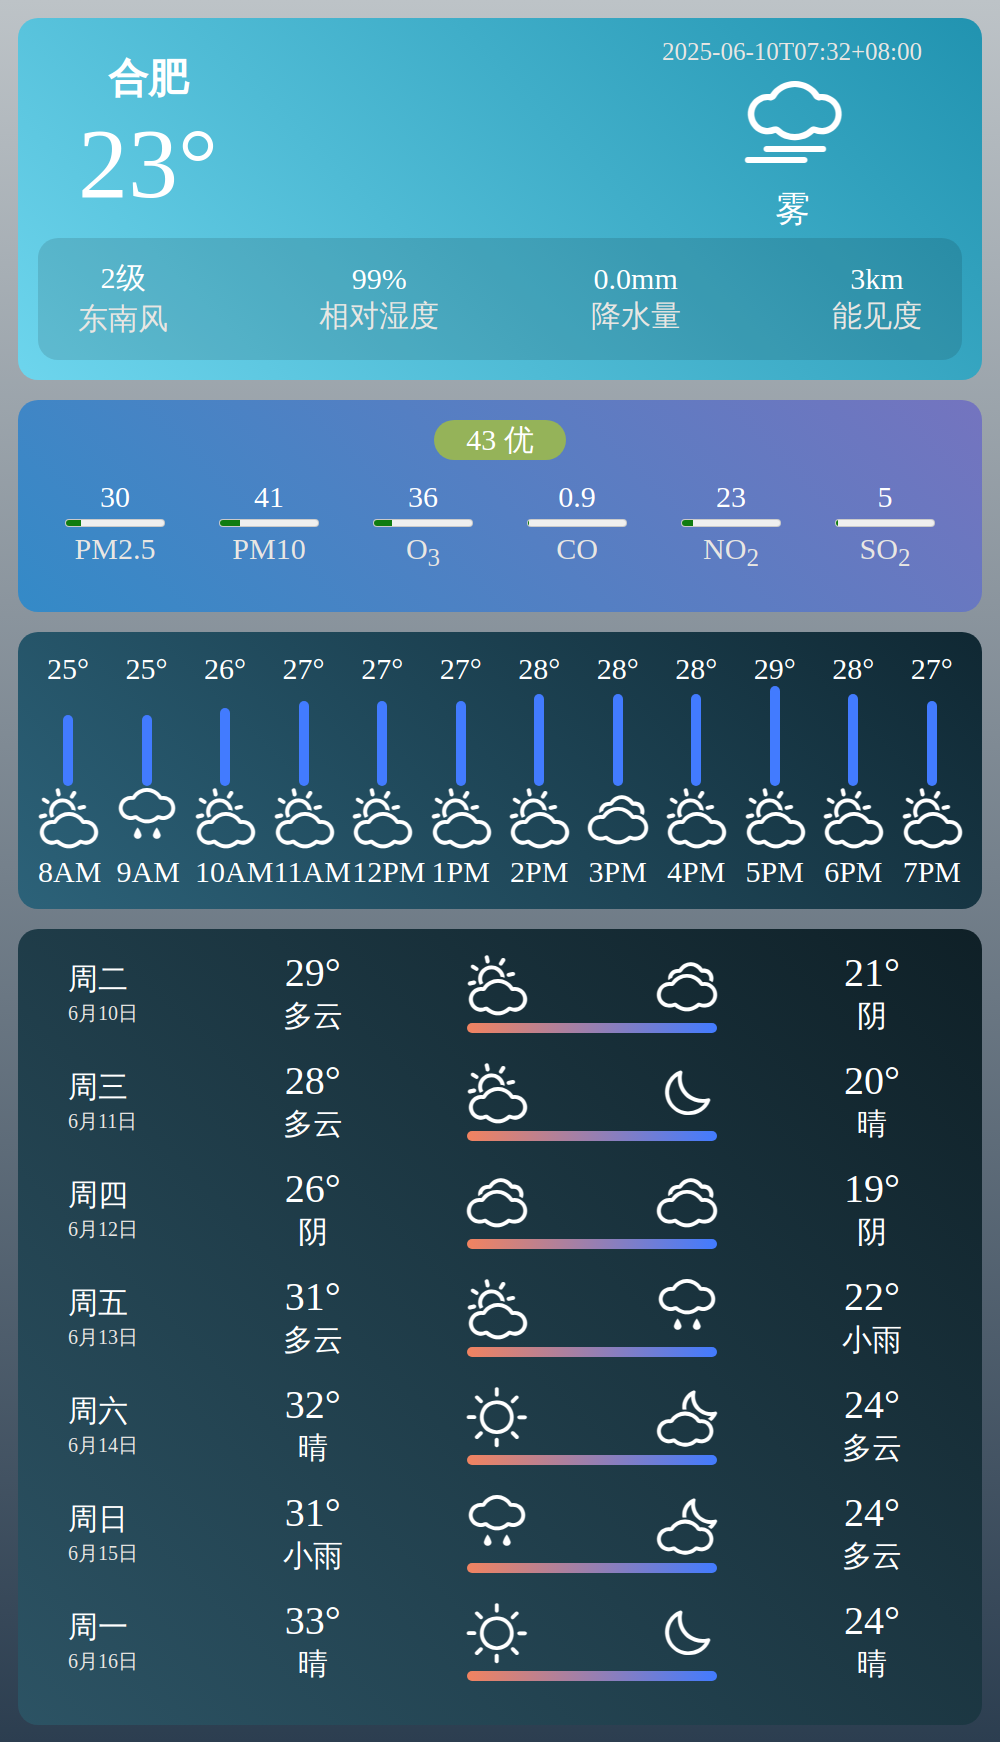 合肥
2025-06-10T07:32+08:00
23°
雾
2级 99% 0.0mm 3km
东南风 相对湿度 降水量 能见度
43 优
30 41 36 0.9 23 5
PM2.5 PM10 O3 CO NO2 SO2
25° 25° 26° 27° 27° 27° 28° 28° 28° 29° 28° 27°
8AM 9AM 10AM 11AM 12PM 1PM 2PM 3PM 4PM 5PM 6PM 7PM
周二 29° 21°
6月10日 多云 阴
周三 28° 20°
6月11日 多云 晴
周四 26° 19°
6月12日 阴 阴
周五 31° 22°
6月13日 多云 小雨
周六 32° 24°
6月14日 晴 多云
周日 31° 24°
6月15日 小雨 多云
周一 33° 24°
6月16日 晴 晴